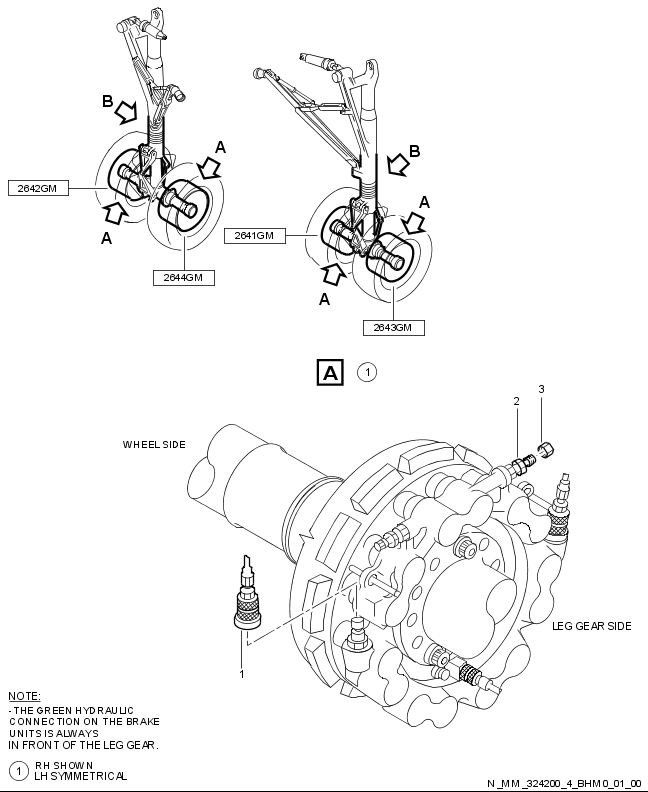 B
A
2642GM
A
2644GM
B
A
2641GM
A
2643GM
A 1
3
2
WHEEL SIDE
LEG GEAR SIDE
1
NOTE:
- THE GREEN HYDRAULIC
CONNECTION ON THE BRAKE
UNITS IS ALWAYS
IN FRONT OF THE LEG GEAR.
1 RH SHOWN
LH SYMMETRICAL
N_MM_324200_4_BHM0_01_00